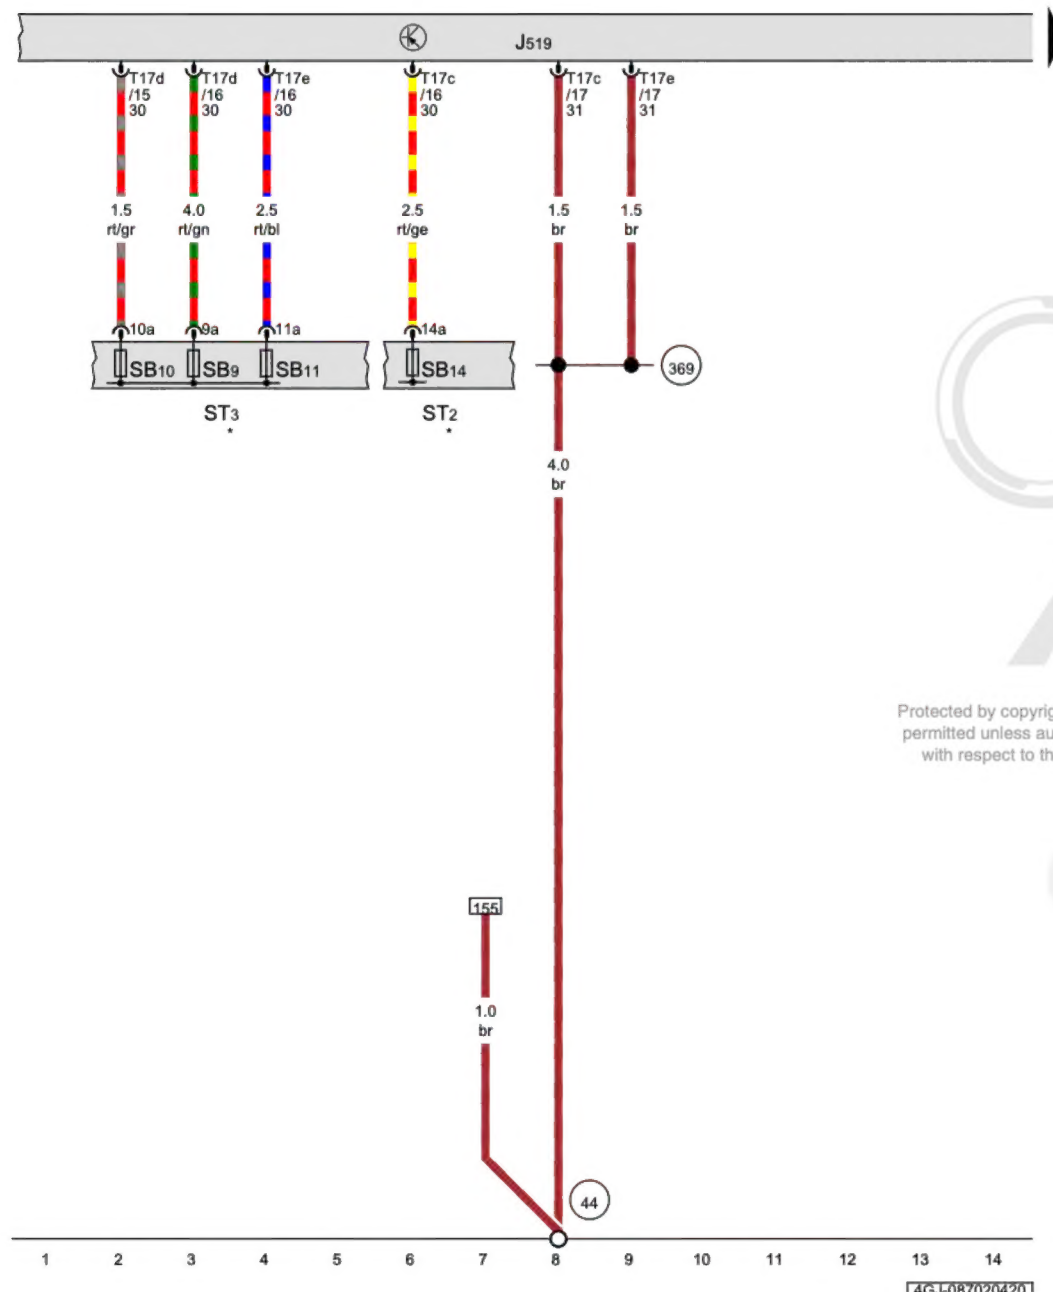 J519
T17d
/15
30
T17d
/16
30
T17e
/16
30
T17c
/16
30
T17c
/17
31
T17e
/17
31
1.5
rt/gr
4.0
rt/gn
2.5
rt/bl
2.5
rt/ge
1.5
br
1.5
br
10a
9a
11a
14a
SB10
SB9
SB11
SB14
369
ST3
*
ST2
*
4.0
br
Protected by copyrig
permitted unless au
with respect to th
155
1.0
br
44
1 2 3 4 5 6 7 8 9 10 11 12 13 14